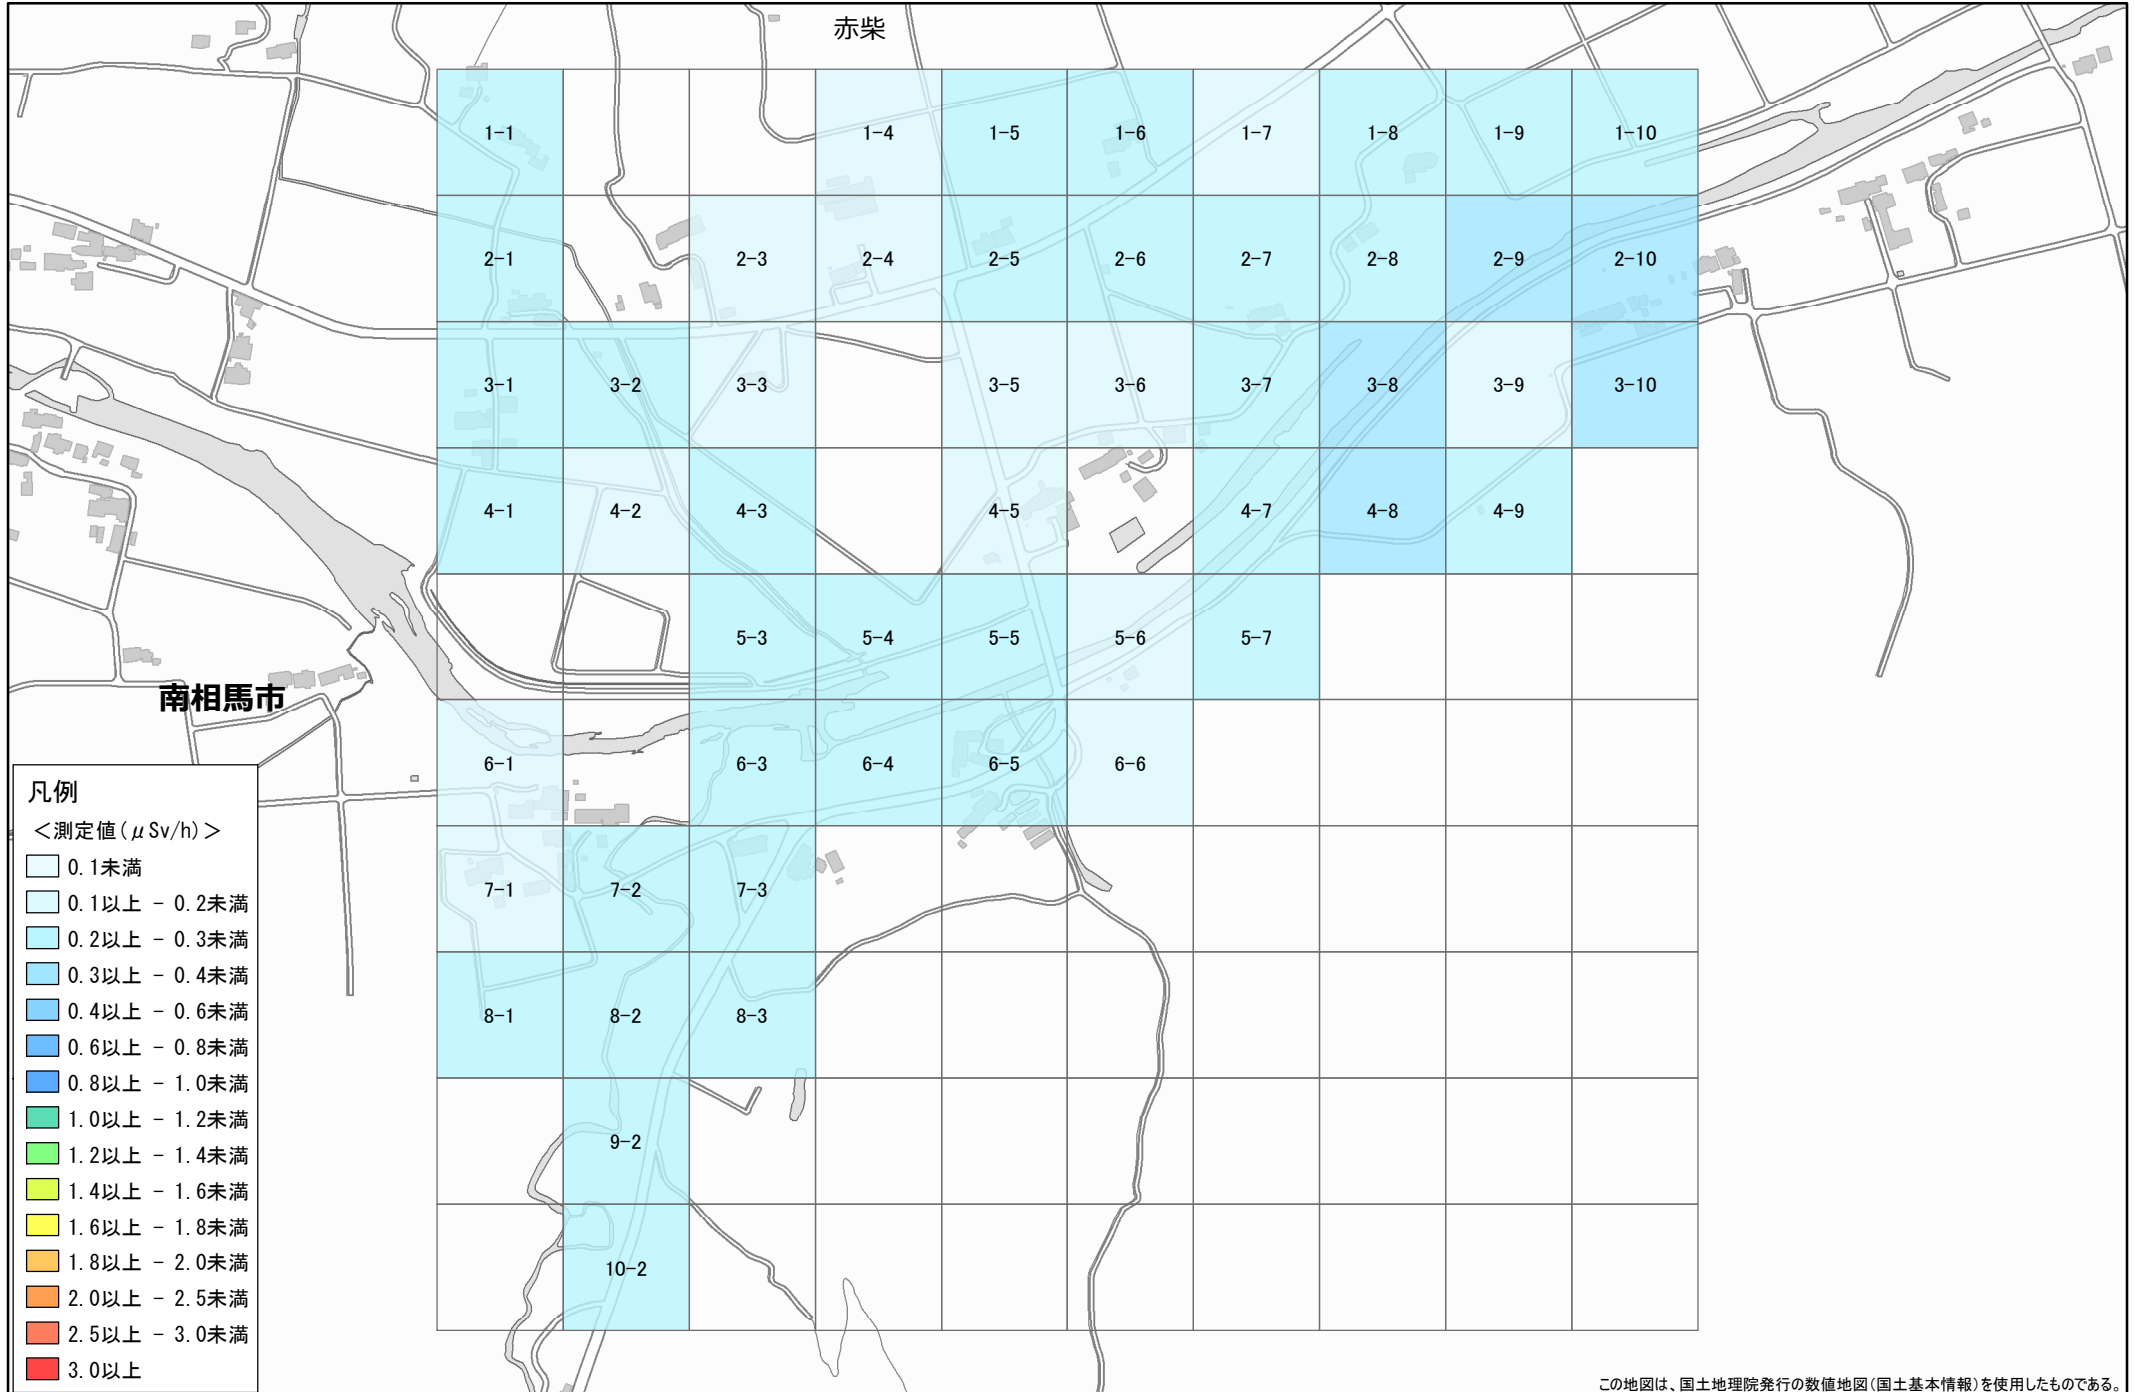 赤柴
1-1 1-4 1-5 1-6 1-7 1-8 1-9 1-10
2-1 2-3 2-4 2-5 2-6 2-7 2-8 2-9 2-10
3-1 3-2 3-3 3-5 3-6 3-7 3-8 3-9 3-10
4-1 4-2 4-3 4-5 4-7 4-8 4-9
5-3 5-4 5-5 5-6 5-7
南相馬市
6-1 6-3 6-4 6-5 6-6
7-1 7-2 7-3
8-1 8-2 8-3
9-2
10-2
凡例
＜測定値(μSv/h)＞
0.1未満
0.1以上 - 0.2未満
0.2以上 - 0.3未満
0.3以上 - 0.4未満
0.4以上 - 0.6未満
0.6以上 - 0.8未満
0.8以上 - 1.0未満
1.0以上 - 1.2未満
1.2以上 - 1.4未満
1.4以上 - 1.6未満
1.6以上 - 1.8未満
1.8以上 - 2.0未満
2.0以上 - 2.5未満
2.5以上 - 3.0未満
3.0以上
この地図は、国土地理院発行の数値地図(国土基本情報)を使用したものである。